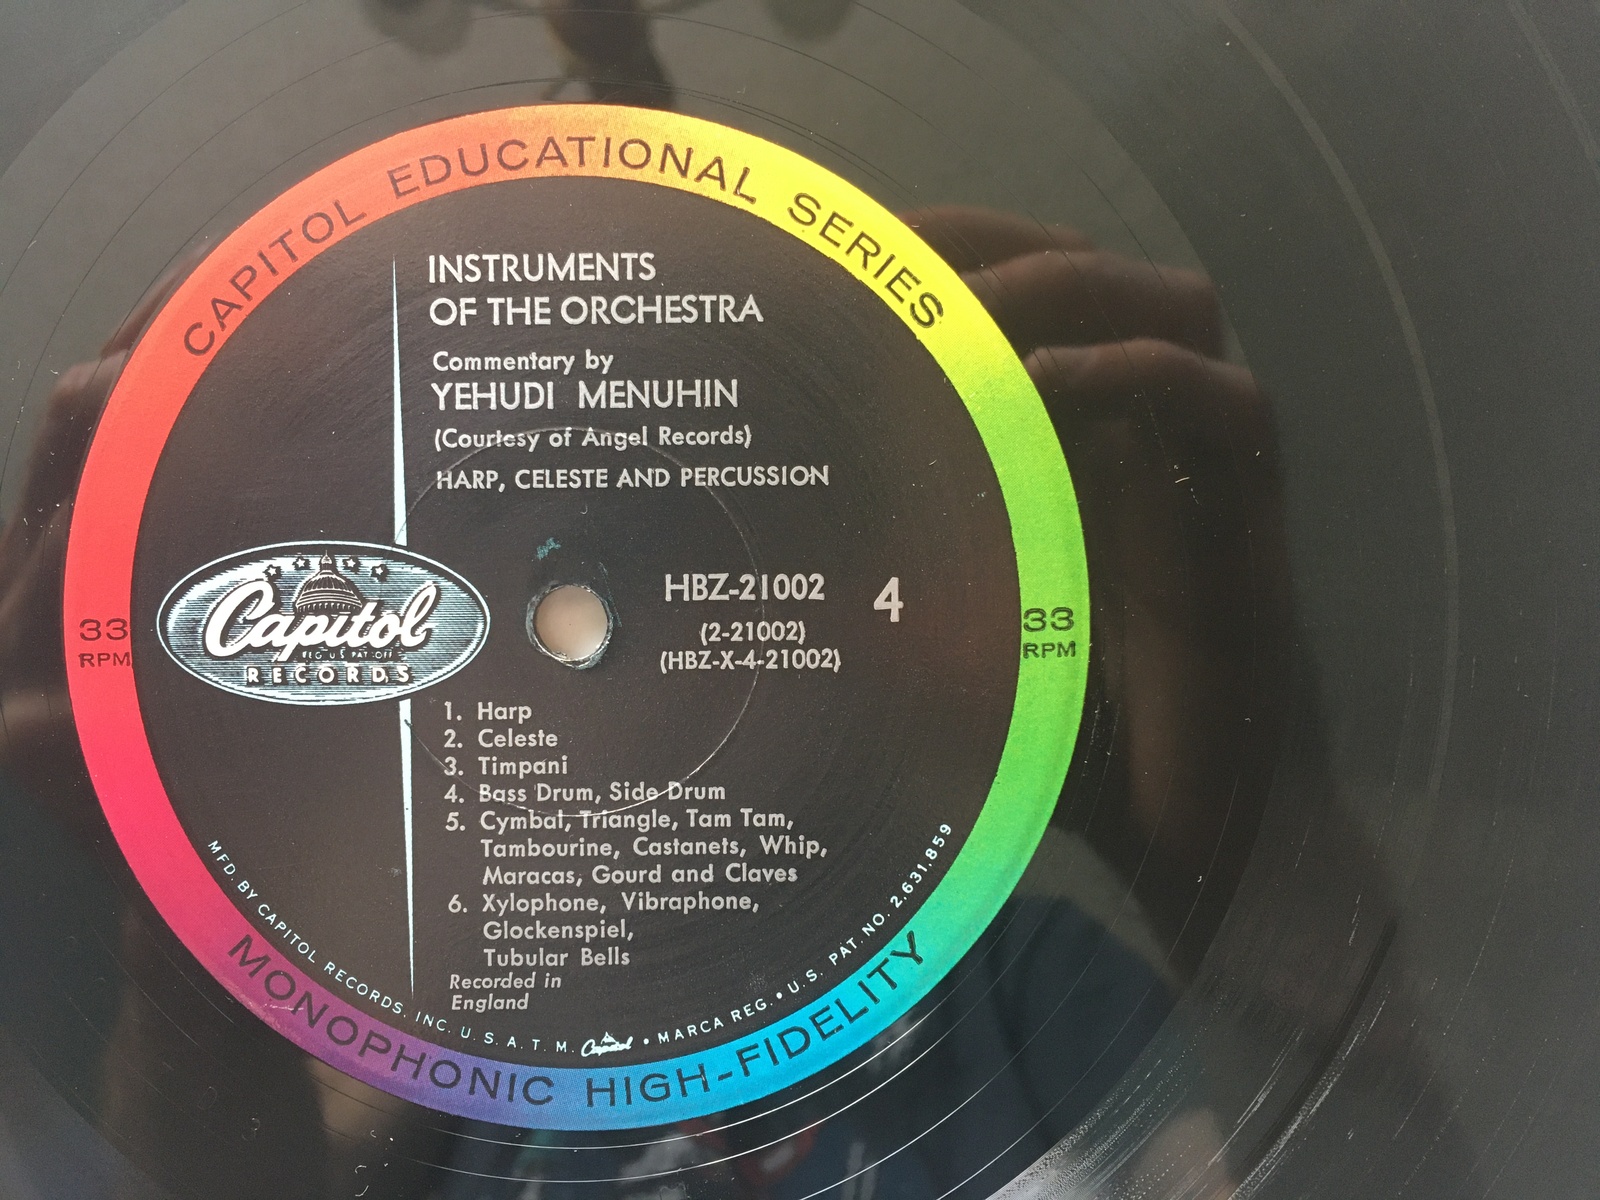 CAPITOL EDUCATIONAL SERIES
INSTRUMENTS
OF THE ORCHESTRA
Commentary by
YEHUDI MENUHIN
(Courtesy of Angel Records)
HARP, CELESTE AND PERCUSSION
Capitol
REG. U.S. PAT. OFF.
RECORDS
33
RPM
HBZ-21002
(2-21002)
(HBZ-X-4-21002)
4
33
RPM
1. Harp
2. Celeste
3. Timpani
4. Bass Drum, Side Drum
5. Cymbal, Triangle, Tam Tam,
Tambourine, Castanets, Whip,
Maracas, Gourd and Claves
6. Xylophone, Vibraphone,
Glockenspiel,
Tubular Bells
Recorded in
England
MFD. BY CAPITOL RECORDS, INC. U. S. A. T. M. Capitol • MARCA REG. • U.S. PAT. NO. 2,631,859
MONOPHONIC HIGH-FIDELITY